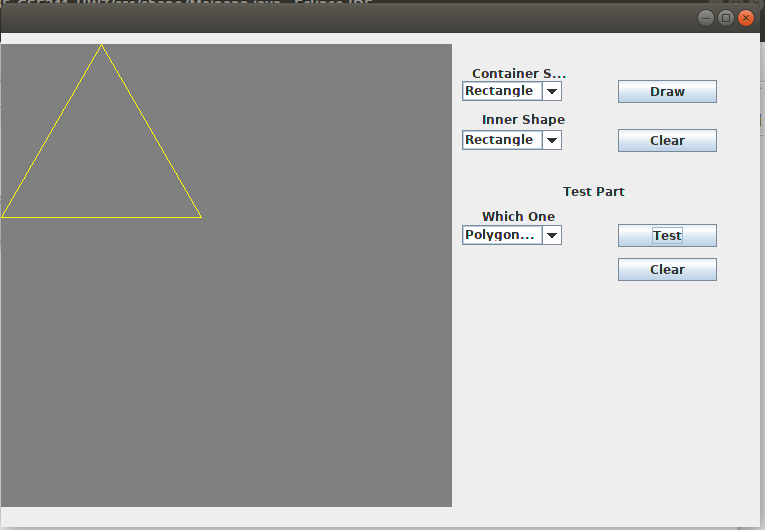 Container S...
Rectangle
Draw
Inner Shape
Rectangle
Clear
Test Part
Which One
Polygon...
Test
Clear